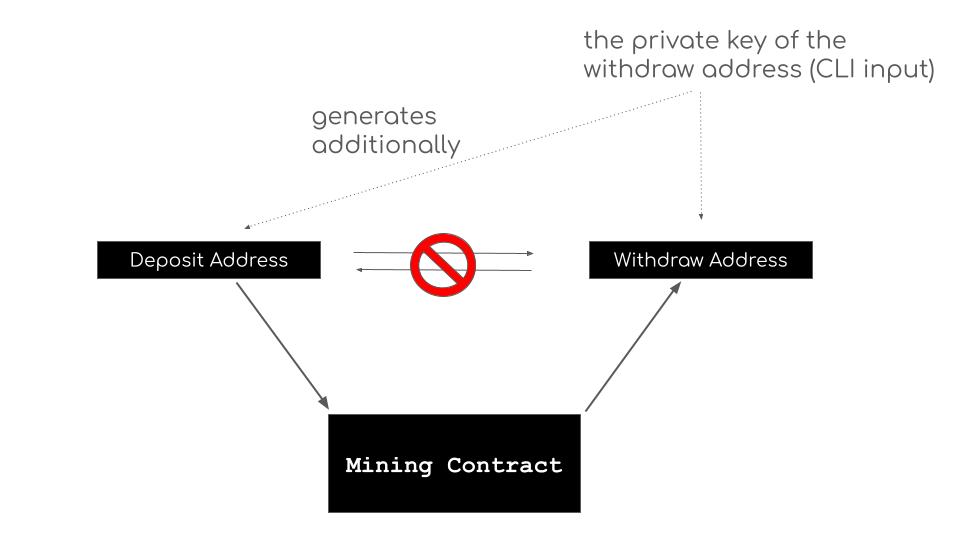 the private key of the
withdraw address (CLI input)
generates
additionally
Deposit Address
Withdraw Address
Mining Contract